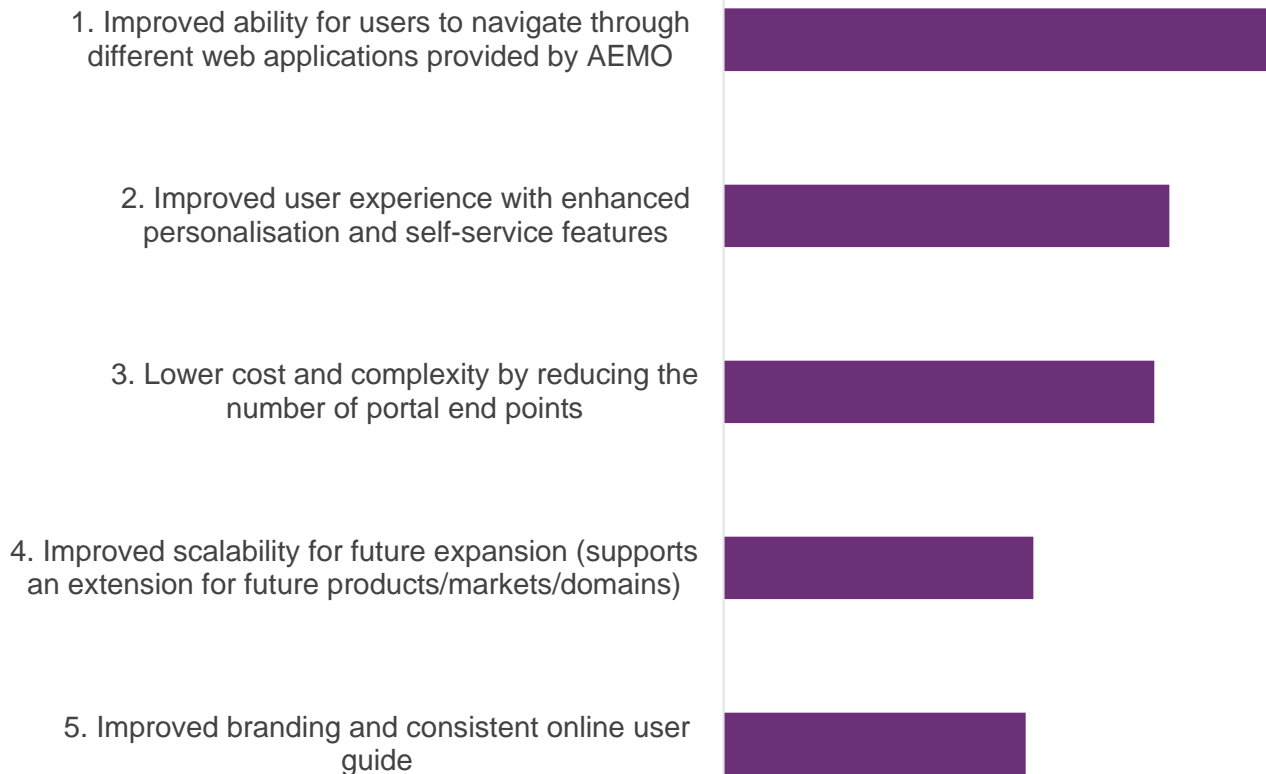 1. Improved ability for users to navigate through
different web applications provided by AEMO
2. Improved user experience with enhanced
personalisation and self-service features
3. Lower cost and complexity by reducing the
number of portal end points
4. Improved scalability for future expansion (supports
an extension for future products/markets/domains)
5. Improved branding and consistent online user
guide